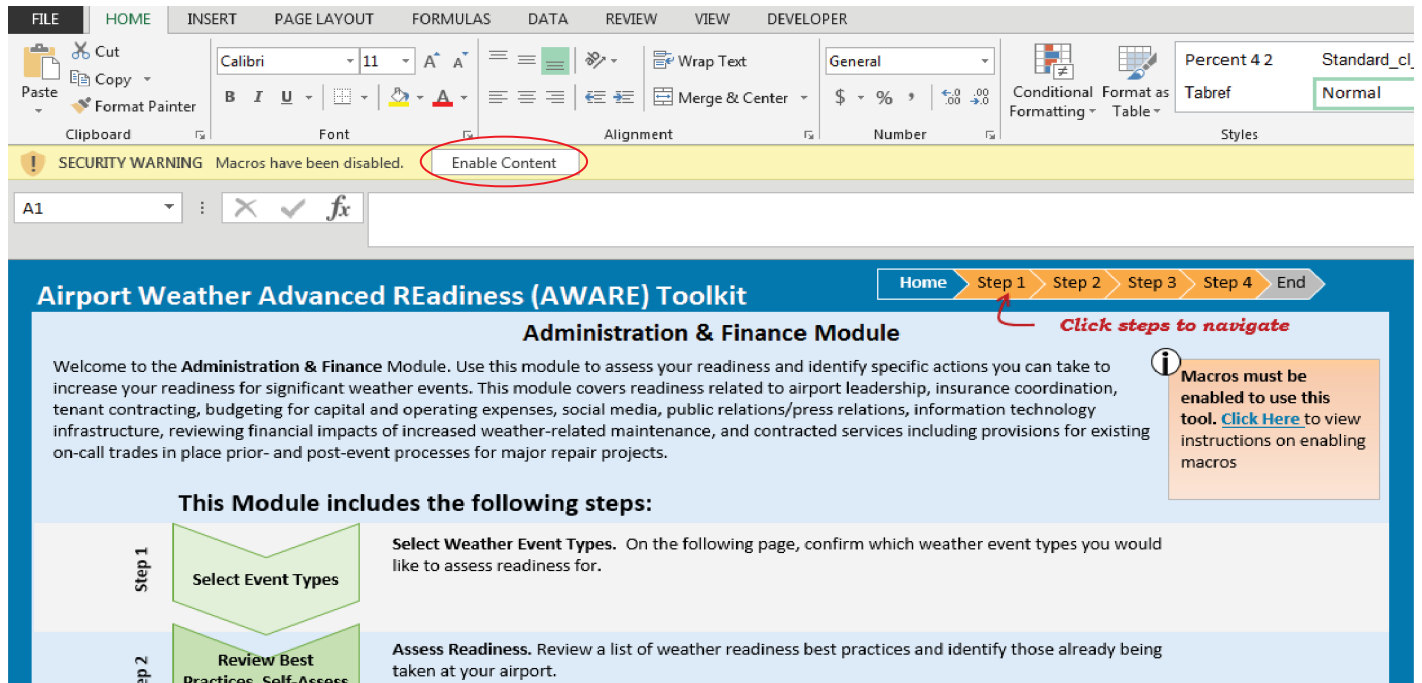 FILE HOME INSERT PAGE LAYOUT FORMULAS DATA REVIEW VIEW DEVELOPER
Cut
Copy
Format Painter
Paste
Clipboard
Calibri 11
B I U
Font
Wrap Text
Merge & Center
Alignment
General
$ % ,
Number
Conditional
Formatting
Format as
Table
Percent 4 2 Standard_cl_
Tabref Normal
Styles
SECURITY WARNING Macros have been disabled. Enable Content
A1 fx
Airport Weather Advanced REadiness (AWARE) Toolkit
Home Step 1 Step 2 Step 3 Step 4 End
Click steps to navigate
Administration & Finance Module
Welcome to the Administration & Finance Module. Use this module to assess your readiness and identify specific actions you can take to
increase your readiness for significant weather events. This module covers readiness related to airport leadership, insurance coordination,
tenant contracting, budgeting for capital and operating expenses, social media, public relations/press relations, information technology
infrastructure, reviewing financial impacts of increased weather-related maintenance, and contracted services including provisions for existing
on-call trades in place prior- and post-event processes for major repair projects.
i
Macros must be
enabled to use this
tool. Click Here to view
instructions on enabling
macros
This Module includes the following steps:
Step 1
Select Event Types
Select Weather Event Types. On the following page, confirm which weather event types you would
like to assess readiness for.
ep 2
Review Best
Practices, Self-Assess
Assess Readiness. Review a list of weather readiness best practices and identify those already being
taken at your airport.